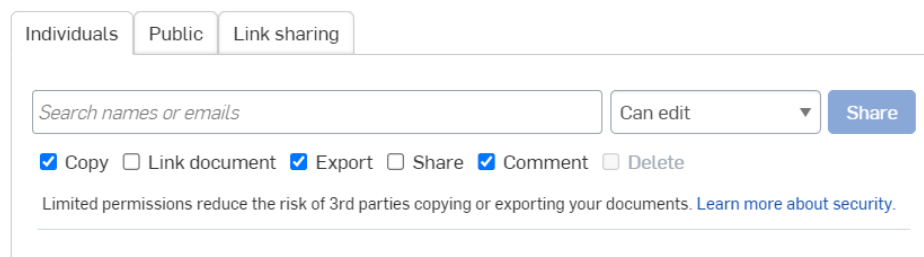 Individuals Public Link sharing
Search names or emails Can edit Share
Copy Link document Export Share Comment Delete
Limited permissions reduce the risk of 3rd parties copying or exporting your documents. Learn more about security.